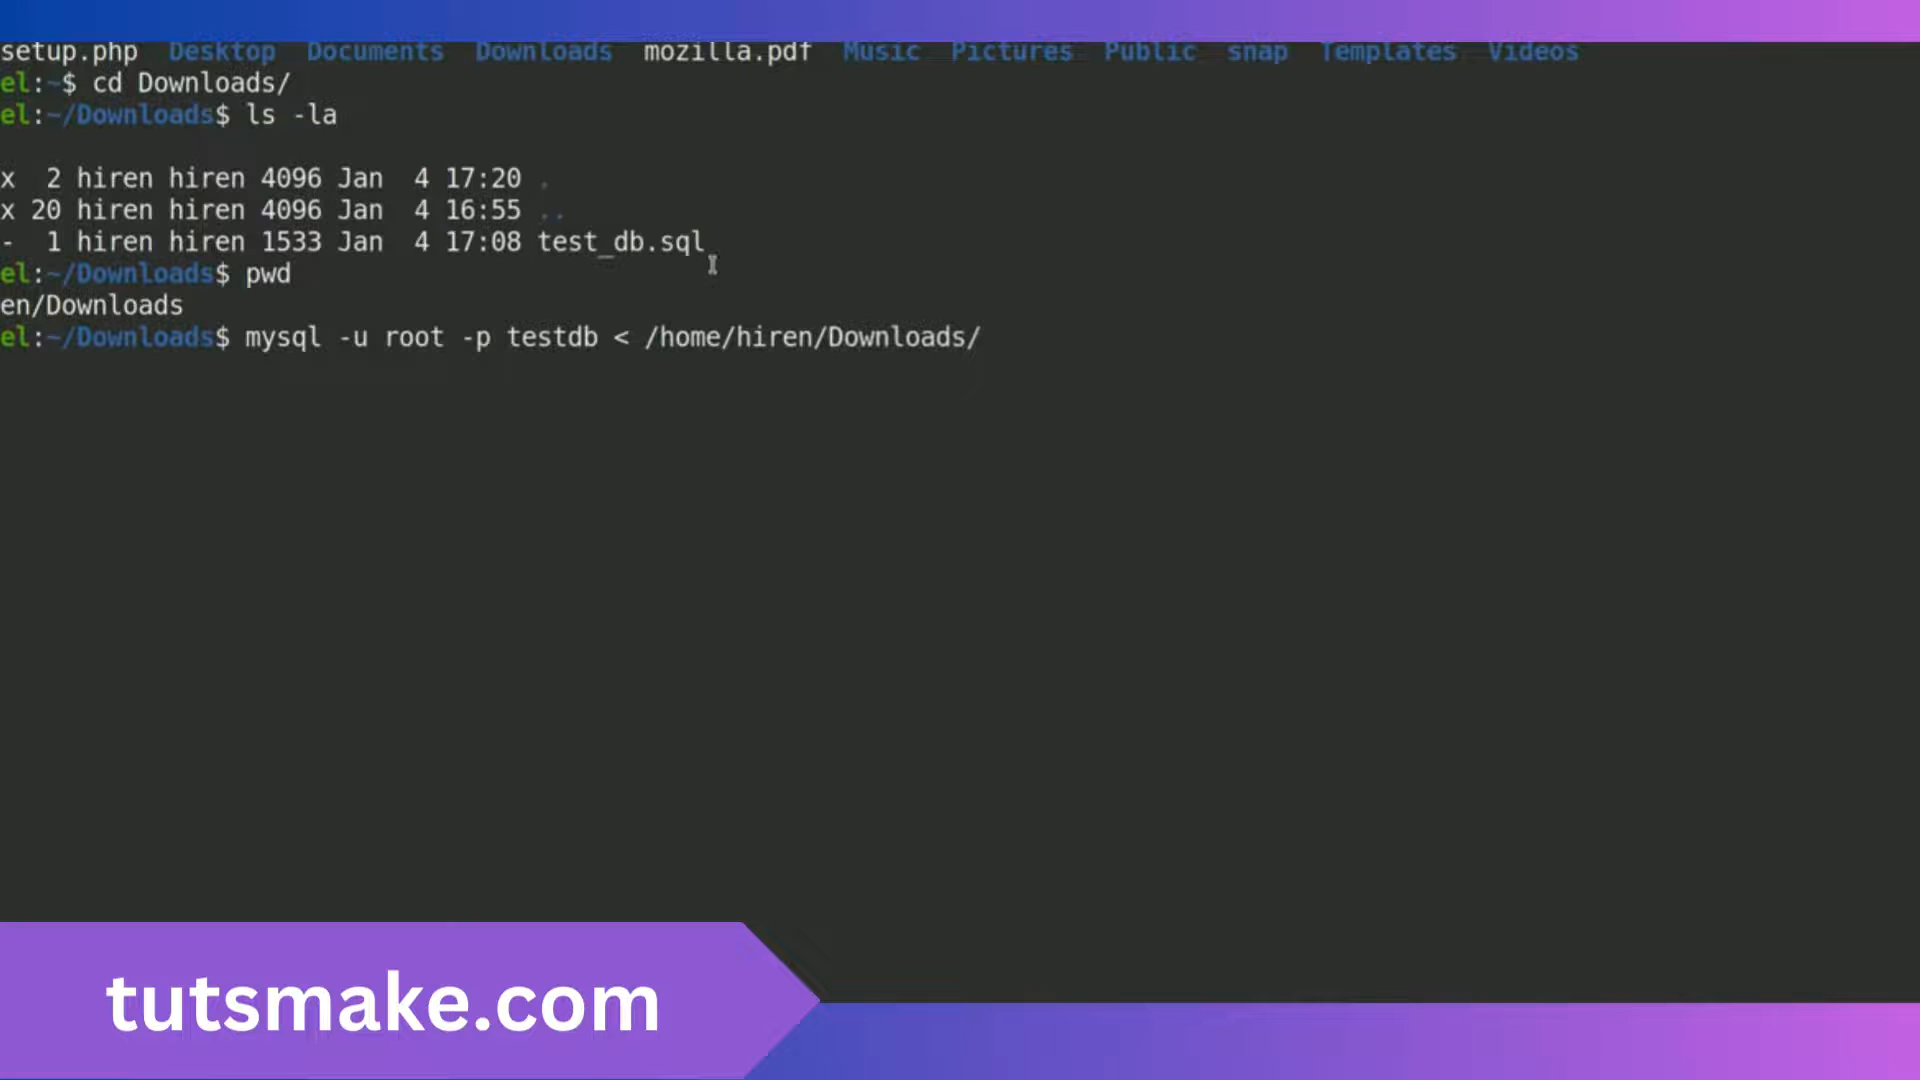 setup.php Desktop Documents Downloads mozilla.pdf Music Pictures Public snap Templates Videos
el:~$ cd Downloads/
el:~/Downloads$ ls -la
x 2 hiren hiren 4096 Jan 4 17:20 .
x 20 hiren hiren 4096 Jan 4 16:55 ..
- 1 hiren hiren 1533 Jan 4 17:08 test_db.sql
el:~/Downloads$ pwd
en/Downloads
el:~/Downloads$ mysql -u root -p testdb < /home/hiren/Downloads/
tutsmake.com